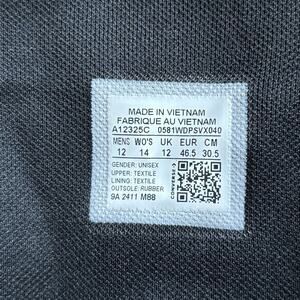 MADE IN VIETNAM
FABRIQUE AU VIETNAM
A12325C 0581WDPSVX040
MENS WO'S UK EUR CM
12 14 12 46.5 30.5
GENDER: UNISEX
UPPER: TEXTILE
LINING: TEXTILE
OUTSOLE: RUBBER
9A 2411 M88
CONVERSE